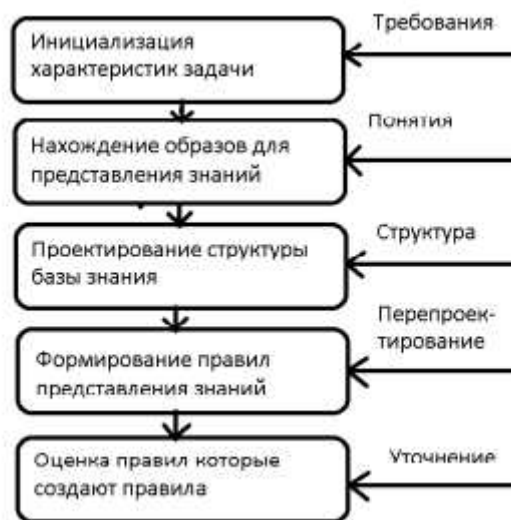 Требования
Инициализация
характеристик задачи
Понятия
Нахождение образов для
представления знаний
Структура
Проектирование структуры
базы знания
Перепроек-
тирование
Формирование правил
представления знаний
Уточнение
Оценка правил которые
создают правила